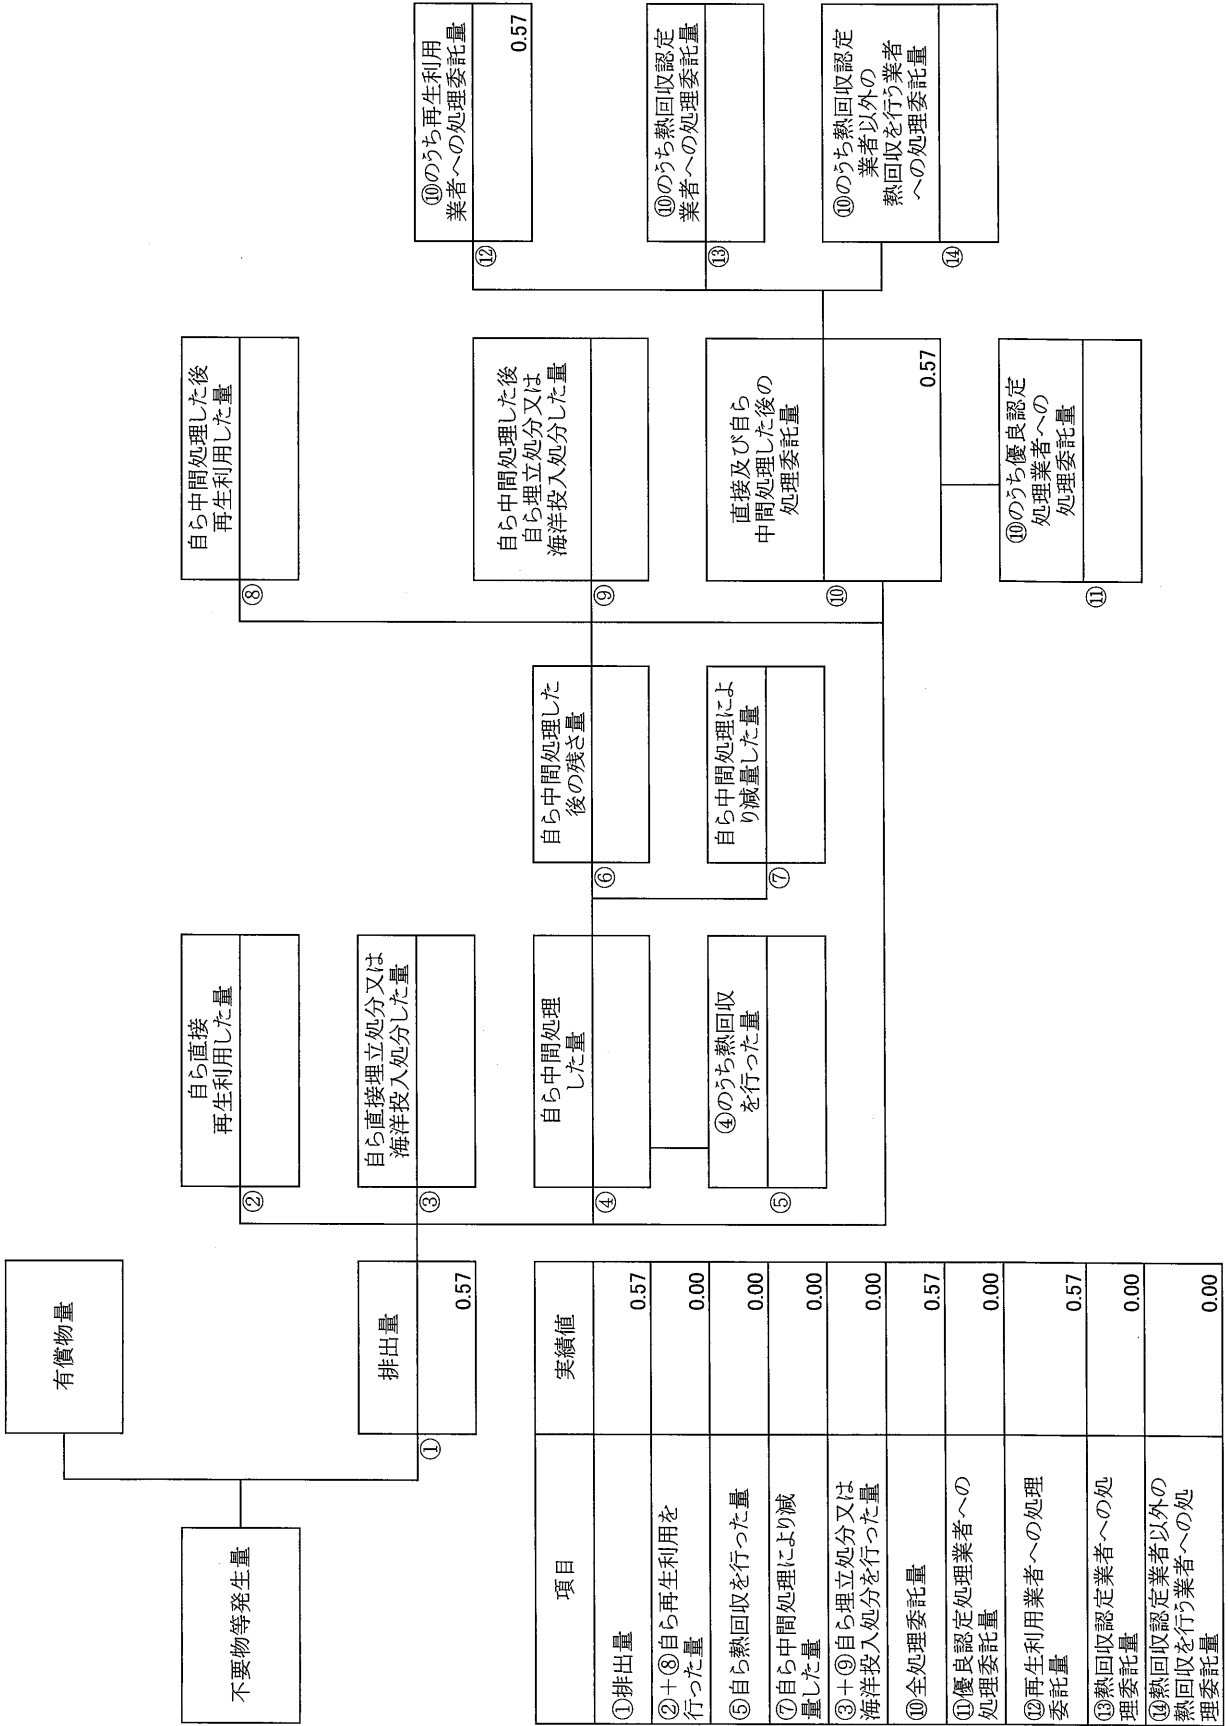 不要物等発生量
有償物量
排出量
①
0.57
自ら直接
再生利用した量
②
自ら直接埋立処分又は
海洋投入処分した量
③
自ら中間処理
した量
④
④のうち熱回収
を行った量
⑤
自ら中間処理した
後の残さ量
⑥
自ら中間処理によ
り減量した量
⑦
自ら中間処理した後
再生利用した量
⑧
自ら中間処理した後
自ら埋立処分又は
海洋投入処分した量
⑨
直接及び自ら
中間処理した後の
処理委託量
⑩
0.57
⑩のうち優良認定
処理業者への
処理委託量
⑪
⑩のうち再生利用
業者への処理委託量
⑫
0.57
⑩のうち熱回収認定
業者への処理委託量
⑬
⑩のうち熱回収認定
業者以外の
熱回収を行う業者
への処理委託量
⑭
項目 実績値
①排出量 0.57
②+⑧自ら再生利用を
行った量 0.00
⑤自ら熱回収を行った量 0.00
⑦自ら中間処理により減
量した量 0.00
③+⑨自ら埋立処分又は
海洋投入処分を行った量 0.00
⑩全処理委託量 0.57
⑪優良認定処理業者への
処理委託量 0.00
⑫再生利用業者への処理
委託量 0.57
⑬熱回収認定業者への処
理委託量 0.00
⑭熱回収認定業者以外の
熱回収を行う業者への処
理委託量 0.00